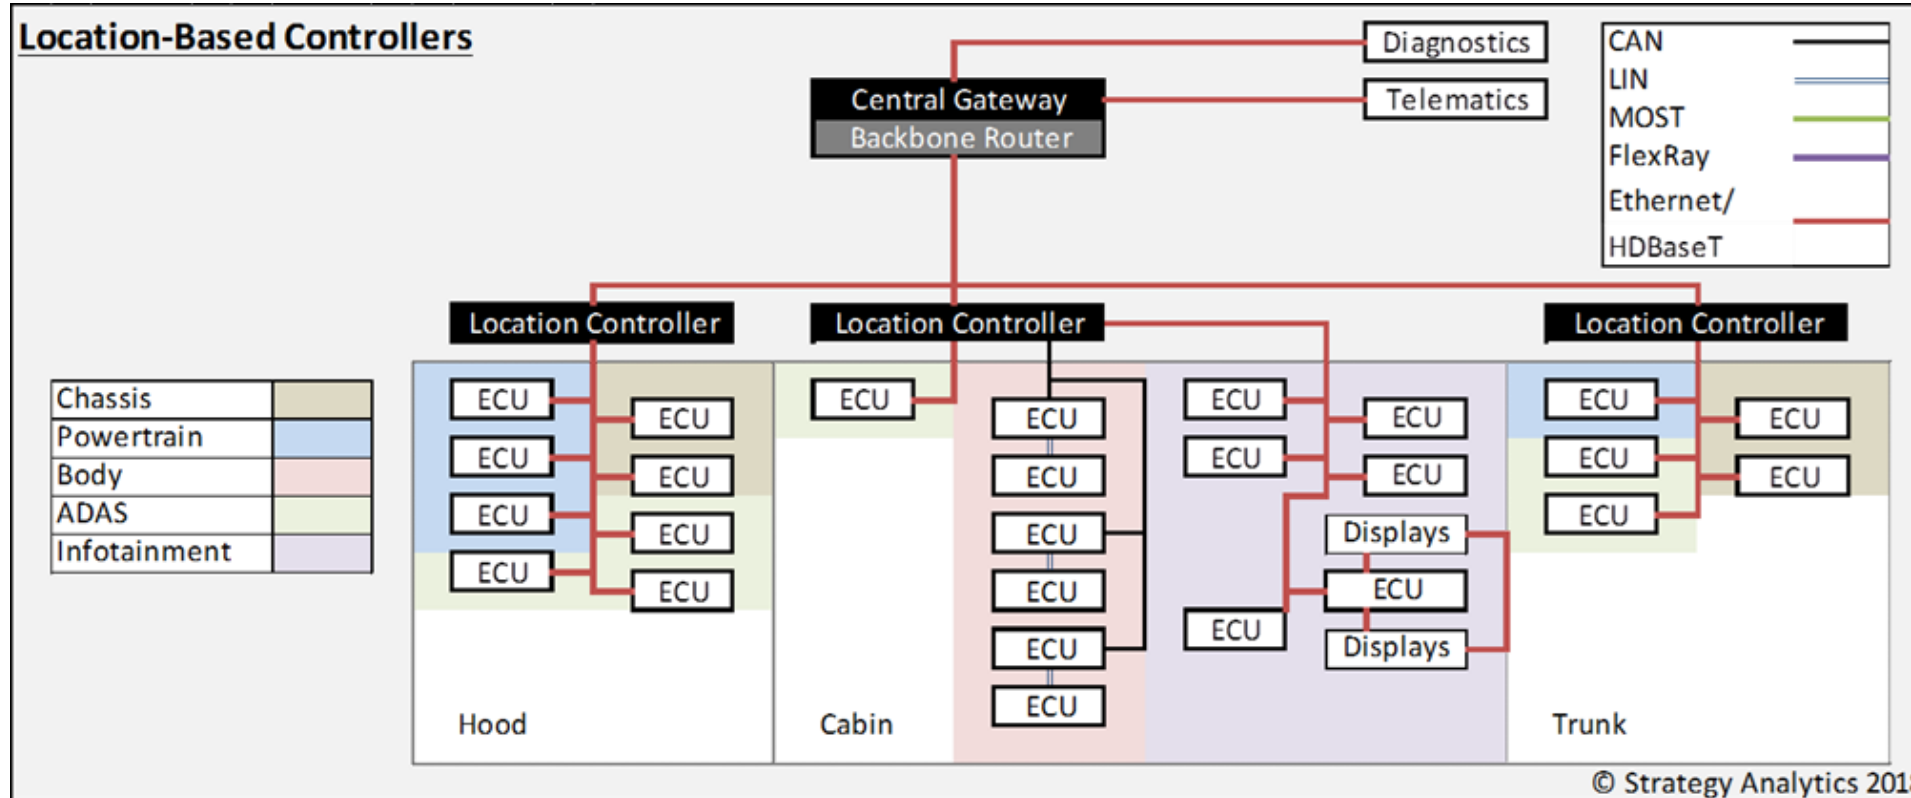 Location-Based Controllers
Diagnostics
Central Gateway
Telematics
Backbone Router
CAN
LIN
MOST
FlexRay
Ethernet/
HDBaseT
Location Controller
Location Controller
Location Controller
Chassis
Powertrain
Body
ADAS
Infotainment
ECU
ECU
ECU
ECU
ECU
ECU
ECU
ECU
Hood
ECU
ECU
ECU
ECU
ECU
ECU
ECU
Cabin
ECU
ECU
ECU
ECU
Displays
ECU
ECU
Displays
ECU
ECU
ECU
ECU
ECU
Trunk
© Strategy Analytics